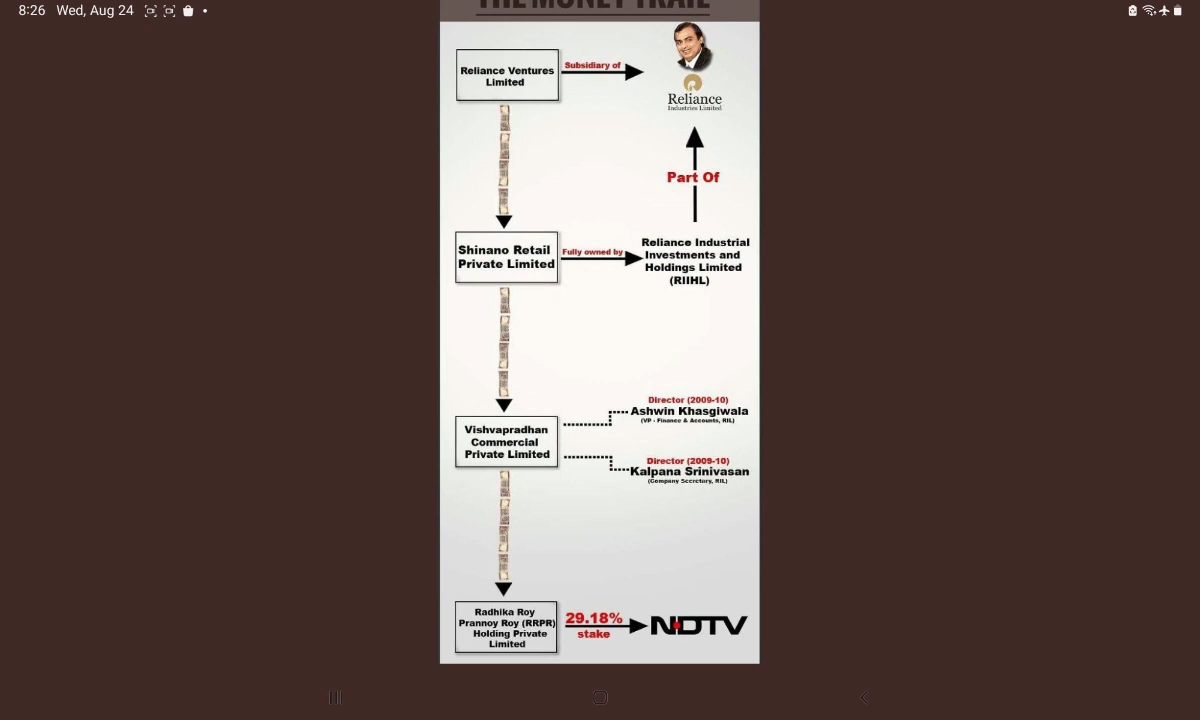 8:26 Wed, Aug 24
THE MONEY TRAIL
Reliance Ventures
Limited
Subsidiary of
Reliance
Industries Limited
Part Of
Shinano Retail
Private Limited
Fully owned by
Reliance Industrial
Investments and
Holdings Limited
(RIIHL)
Vishvapradhan
Commercial
Private Limited
Director (2009-10)
Ashwin Khasgiwala
(VP - Finance & Accounts, RIL)
Director (2009-10)
Kalpana Srinivasan
(Company Secretary, RIL)
Radhika Roy
Prannoy Roy (RRPR)
Holding Private
Limited
29.18%
stake
NDTV